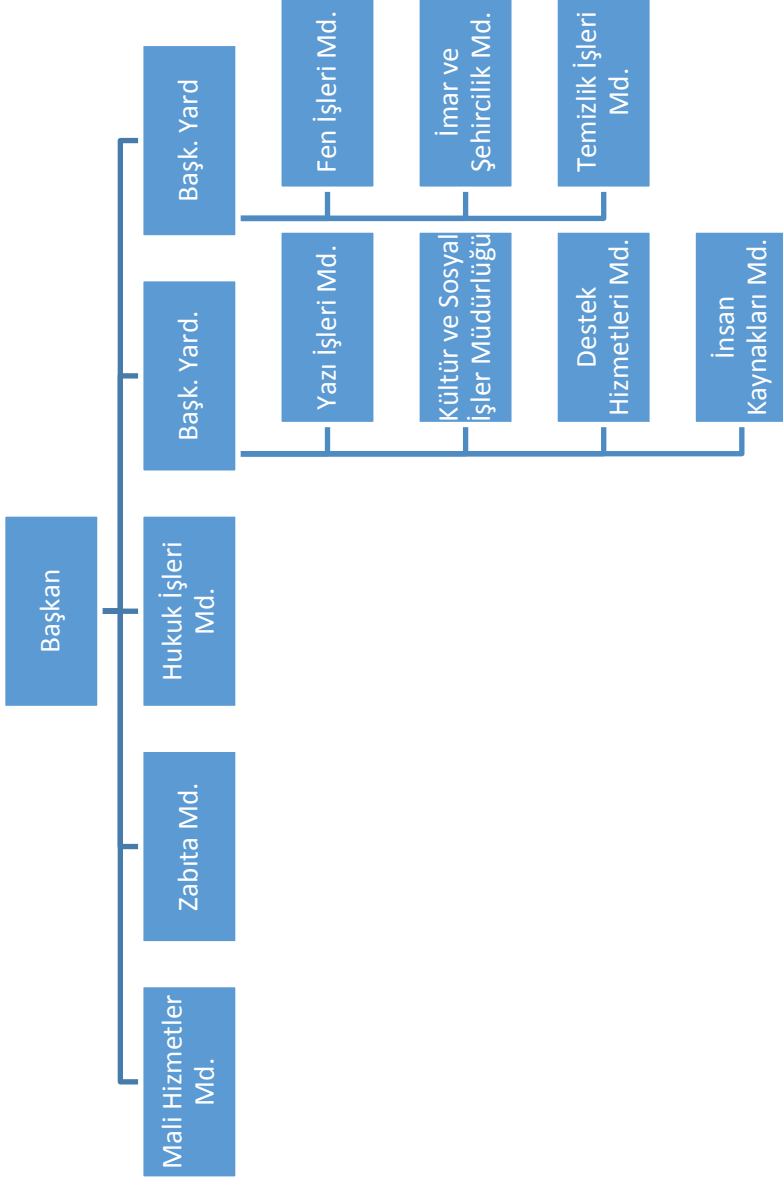 Başkan
Mali Hizmetler
Md.
Zabıta Md.
Hukuk İşleri
Md.
Başk. Yard.
Başk. Yard
Yazı İşleri Md.
Kültür ve Sosyal
İşler Müdürlüğü
Destek
Hizmetleri Md.
İnsan
Kaynakları Md.
Fen İşleri Md.
İmar ve
Şehircilik Md.
Temizlik İşleri
Md.